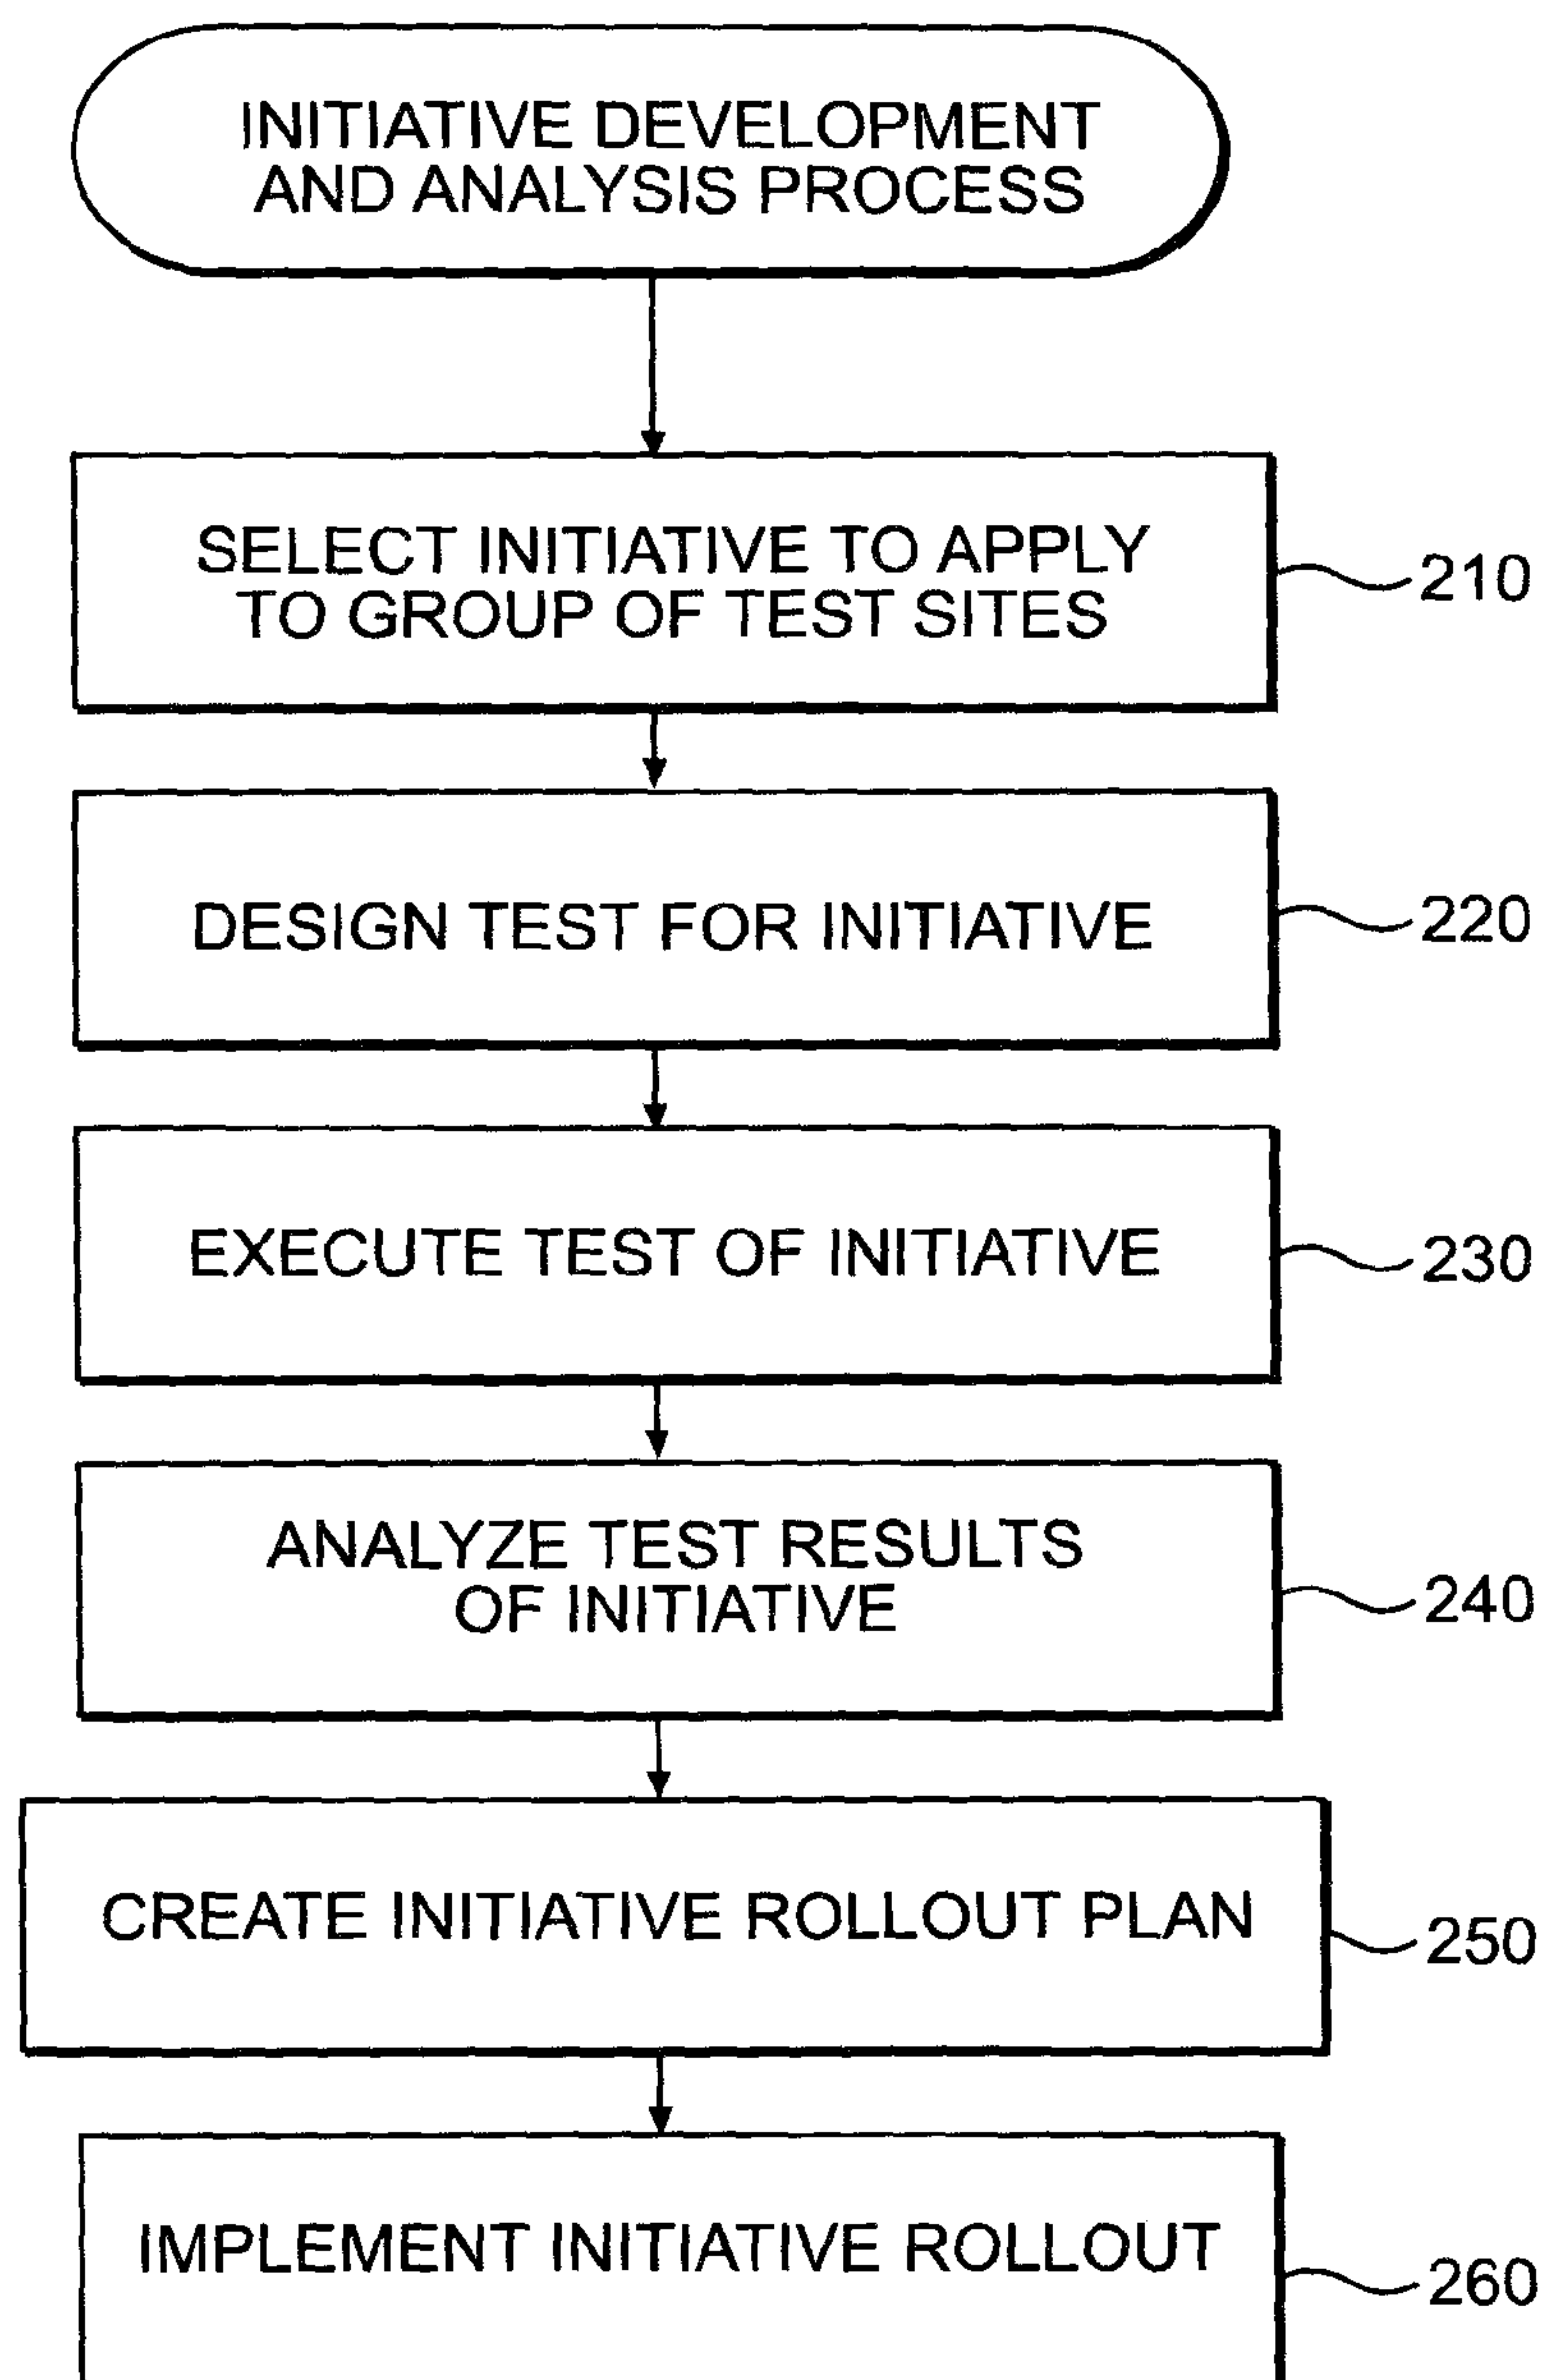 INITIATIVE DEVELOPMENT
AND ANALYSIS PROCESS
SELECT INITIATIVE TO APPLY
TO GROUP OF TEST SITES
210
DESIGN TEST FOR INITIATIVE
220
EXECUTE TEST OF INITIATIVE
230
ANALYZE TEST RESULTS
OF INITIATIVE
240
CREATE INITIATIVE ROLLOUT PLAN
250
IMPLEMENT INITIATIVE ROLLOUT
260